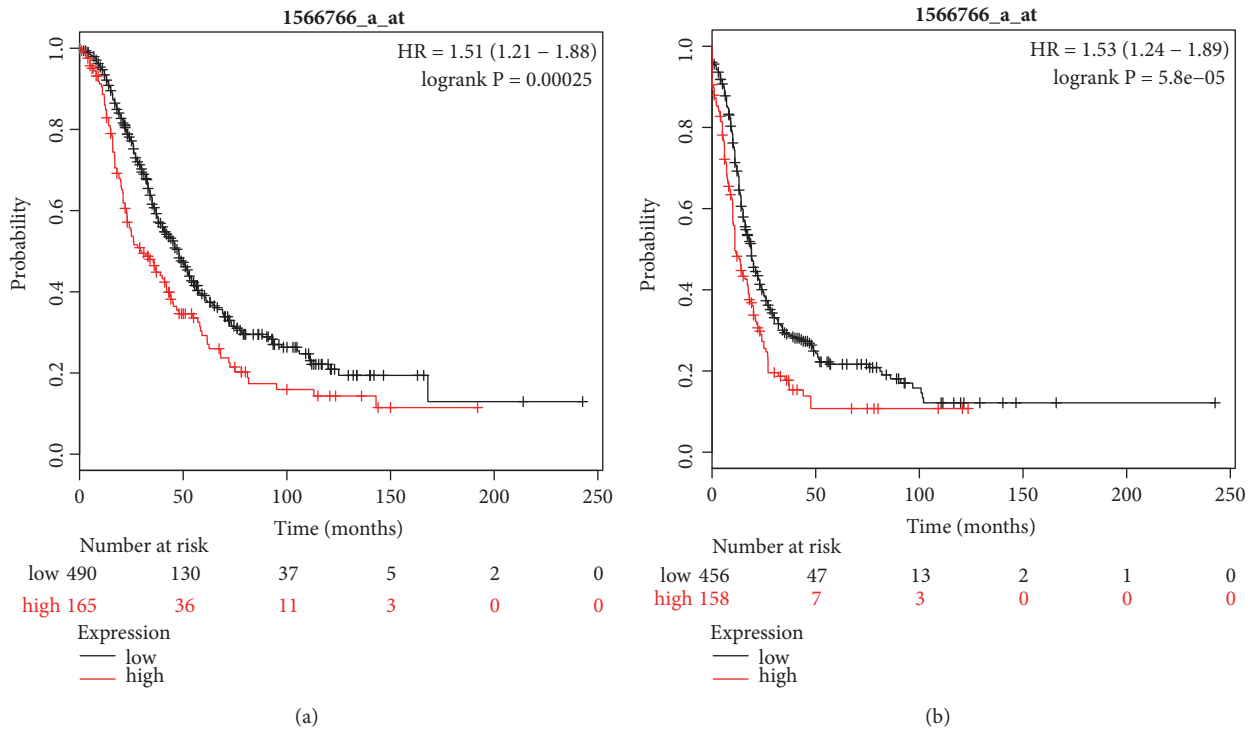 1566766_a_at
HR = 1.51 (1.21 − 1.88)
logrank P = 0.00025
Probability
1.0
0.8
0.6
0.4
0.2
0.0
0 50 100 150 200 250
Time (months)
Number at risk
low 490 130 37 5 2 0
high 165 36 11 3 0 0
Expression
low
high
(a)
1566766_a_at
HR = 1.53 (1.24 − 1.89)
logrank P = 5.8e−05
Probability
1.0
0.8
0.6
0.4
0.2
0.0
0 50 100 150 200 250
Time (months)
Number at risk
low 456 47 13 2 1 0
high 158 7 3 0 0 0
Expression
low
high
(b)